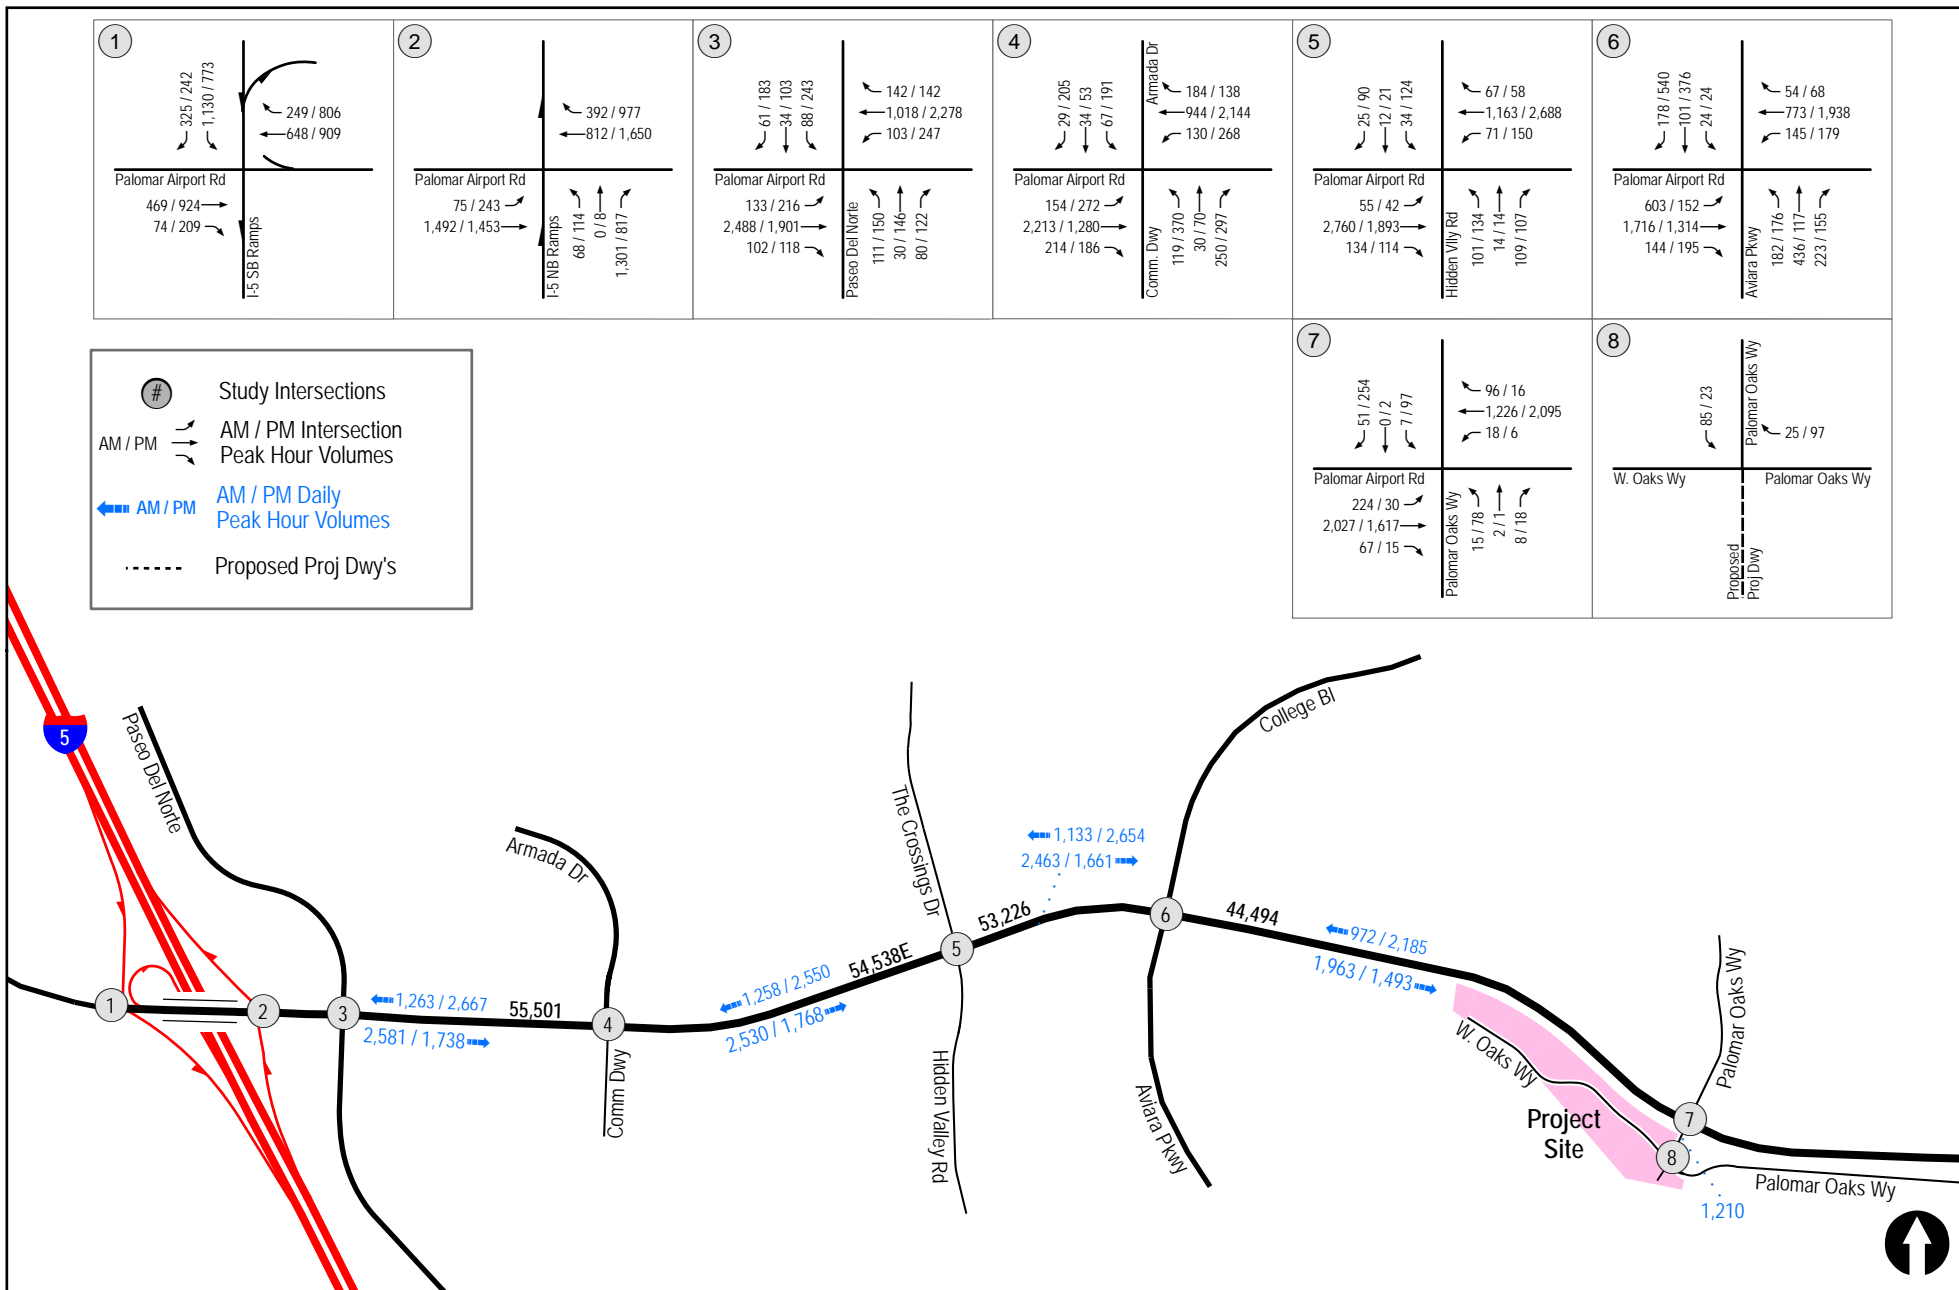 1
325 / 242
1,130 / 773
249 / 806
648 / 909
Palomar Airport Rd
469 / 924
74 / 209
I-5 SB Ramps
2
392 / 977
812 / 1,650
Palomar Airport Rd
75 / 243
1,492 / 1,453
I-5 NB Ramps
68 / 114
0 / 8
1,301 / 817
3
61 / 183
34 / 103
88 / 243
142 / 142
1,018 / 2,278
103 / 247
Palomar Airport Rd
133 / 216
2,488 / 1,901
102 / 118
Paseo Del Norte
111 / 150
30 / 146
80 / 122
4
29 / 205
34 / 53
67 / 191
Armada Dr
184 / 138
944 / 2,144
130 / 268
Palomar Airport Rd
154 / 272
2,213 / 1,280
214 / 186
Comm. Dwy
119 / 370
30 / 70
250 / 297
5
25 / 90
12 / 21
34 / 124
67 / 58
1,163 / 2,688
71 / 150
Palomar Airport Rd
55 / 42
2,760 / 1,893
134 / 114
Hidden Vlly Rd
101 / 134
14 / 14
109 / 107
6
178 / 540
101 / 376
24 / 24
54 / 68
773 / 1,938
145 / 179
Palomar Airport Rd
603 / 152
1,716 / 1,314
144 / 195
Aviara Pkwy
182 / 176
436 / 117
223 / 155
7
51 / 254
0 / 2
7 / 97
96 / 16
1,226 / 2,095
18 / 6
Palomar Airport Rd
224 / 30
2,027 / 1,617
67 / 15
Palomar Oaks Wy
15 / 78
2 / 1
8 / 18
8
85 / 23
Palomar Oaks Wy
25 / 97
W. Oaks Wy
Palomar Oaks Wy
Proposed
Proj Dwy
#
Study Intersections
AM / PM
AM / PM Intersection
Peak Hour Volumes
AM / PM
AM / PM Daily
Peak Hour Volumes
Proposed Proj Dwy's
5
Paseo Del Norte
Armada Dr
The Crossings Dr
College Bl
1,133 / 2,654
2,463 / 1,661
53,226
44,494
972 / 2,185
1,963 / 1,493
54,538E
1,258 / 2,550
2,530 / 1,768
1,263 / 2,667
55,501
2,581 / 1,738
1
2
3
4
5
6
7
8
Comm Dwy
Hidden Valley Rd
Aviara Pkwy
W. Oaks Wy
Palomar Oaks Wy
Project
Site
Palomar Oaks Wy
1,210